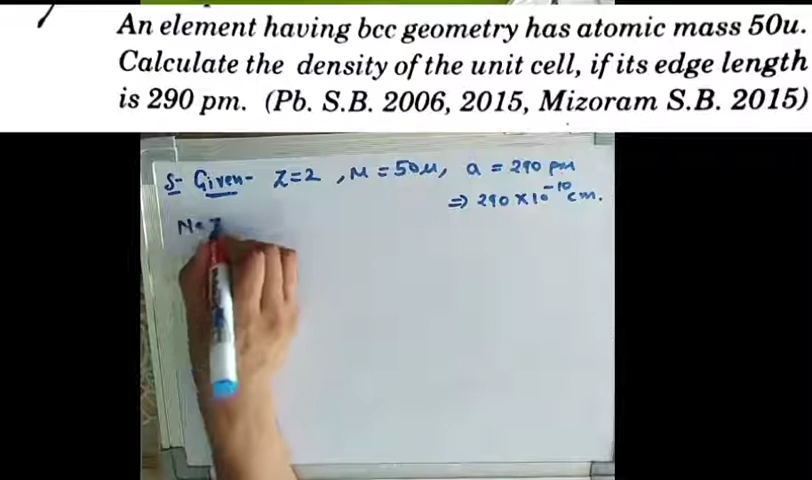 An element having bcc geometry has atomic mass 50u.
Calculate the density of the unit cell, if its edge length
is 290 pm. (Pb. S.B. 2006, 2015, Mizoram S.B. 2015)
S- Given- Z=2 , M = 50u, a = 290 pm
⇒ 290 × 10⁻¹⁰ cm.